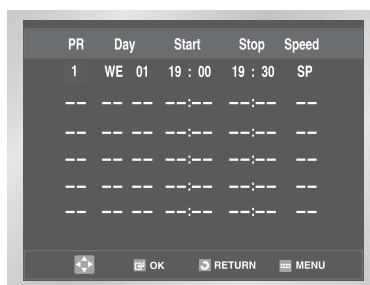 PR Day Start Stop Speed
1 WE 01 19 : 00 19 : 30 SP
–– –– –– ––:–– ––:–– ––
–– –– –– ––:–– ––:–– ––
–– –– –– ––:–– ––:–– ––
–– –– –– ––:–– ––:–– ––
–– –– –– ––:–– ––:–– ––
OK RETURN MENU